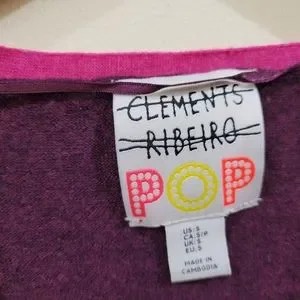 CLEMENTS
RIBEIRO
POP
US:S
CA:S/P
UK:S
EU:S
MADE IN
CAMBODIA